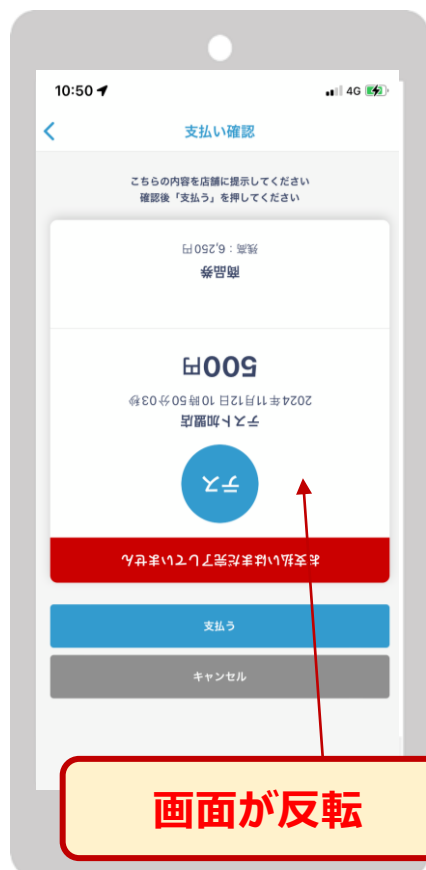 10:50
4G
支払い確認
こちらの内容を店舗に提示してください
確認後「支払う」を押してください
お支払いはまだ完了していません
テス
テスト加盟店
2024年11月12日 10時50分03秒
500円
商品券
残高：6,250円
支払う
キャンセル
画面が反転